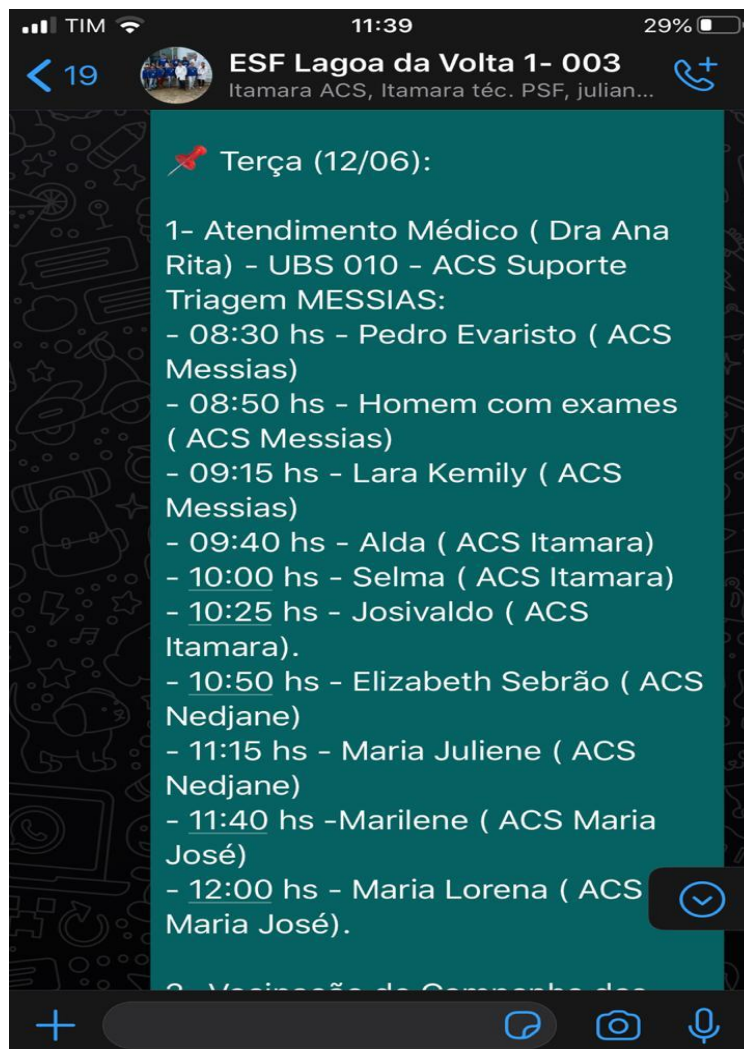 TIM
11:39
29%
19
ESF Lagoa da Volta 1- 003
Itamara ACS, Itamara téc. PSF, julian...
Terça (12/06):
1- Atendimento Médico ( Dra Ana
Rita) - UBS 010 - ACS Suporte
Triagem MESSIAS:
- 08:30 hs - Pedro Evaristo ( ACS
Messias)
- 08:50 hs - Homem com exames
( ACS Messias)
- 09:15 hs - Lara Kemily ( ACS
Messias)
- 09:40 hs - Alda ( ACS Itamara)
- 10:00 hs - Selma ( ACS Itamara)
- 10:25 hs - Josivaldo ( ACS
Itamara).
- 10:50 hs - Elizabeth Sebrão ( ACS
Nedjane)
- 11:15 hs - Maria Juliene ( ACS
Nedjane)
- 11:40 hs -Marilene ( ACS Maria
José)
- 12:00 hs - Maria Lorena ( ACS
Maria José).